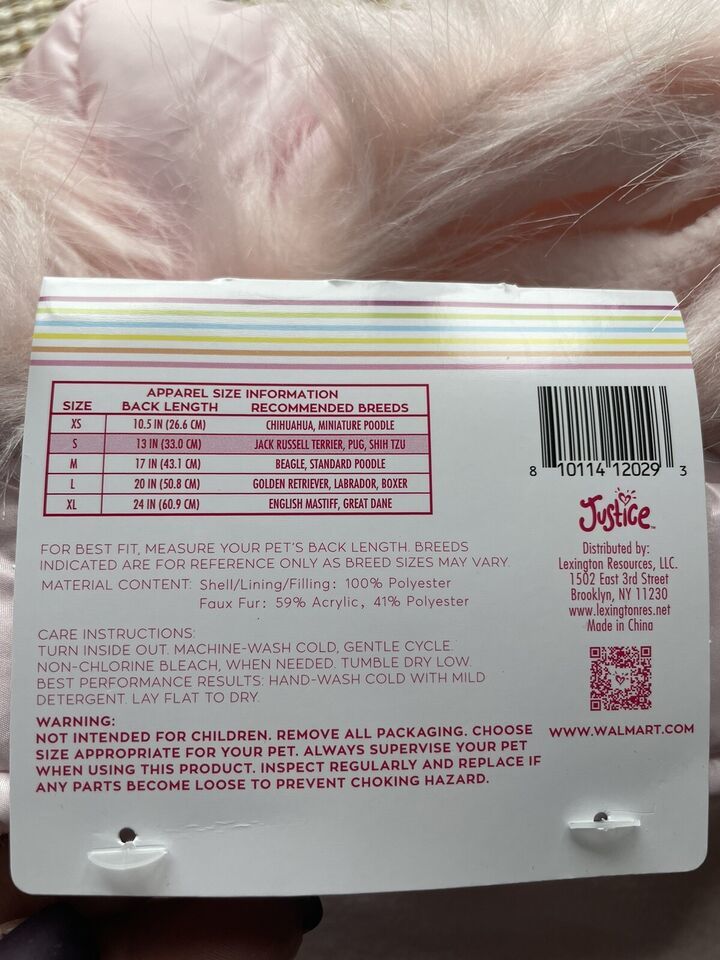 APPAREL SIZE INFORMATION
SIZE BACK LENGTH RECOMMENDED BREEDS
XS 10.5 IN (26.6 CM) CHIHUAHUA, MINIATURE POODLE
S 13 IN (33.0 CM) JACK RUSSELL TERRIER, PUG, SHIH TZU
M 17 IN (43.1 CM) BEAGLE, STANDARD POODLE
L 20 IN (50.8 CM) GOLDEN RETRIEVER, LABRADOR, BOXER
XL 24 IN (60.9 CM) ENGLISH MASTIFF, GREAT DANE
FOR BEST FIT, MEASURE YOUR PET'S BACK LENGTH. BREEDS
INDICATED ARE FOR REFERENCE ONLY AS BREED SIZES MAY VARY.
MATERIAL CONTENT: Shell/Lining/Filling: 100% Polyester
Faux Fur: 59% Acrylic, 41% Polyester
CARE INSTRUCTIONS:
TURN INSIDE OUT. MACHINE-WASH COLD, GENTLE CYCLE.
NON-CHLORINE BLEACH, WHEN NEEDED. TUMBLE DRY LOW.
BEST PERFORMANCE RESULTS: HAND-WASH COLD WITH MILD
DETERGENT. LAY FLAT TO DRY.
WARNING:
NOT INTENDED FOR CHILDREN. REMOVE ALL PACKAGING. CHOOSE
SIZE APPROPRIATE FOR YOUR PET. ALWAYS SUPERVISE YOUR PET
WHEN USING THIS PRODUCT. INSPECT REGULARLY AND REPLACE IF
ANY PARTS BECOME LOOSE TO PREVENT CHOKING HAZARD.
8 10114 12029 3
Justice™
Distributed by:
Lexington Resources, LLC.
1502 East 3rd Street
Brooklyn, NY 11230
www.lexingtonres.net
Made in China
WWW.WALMART.COM